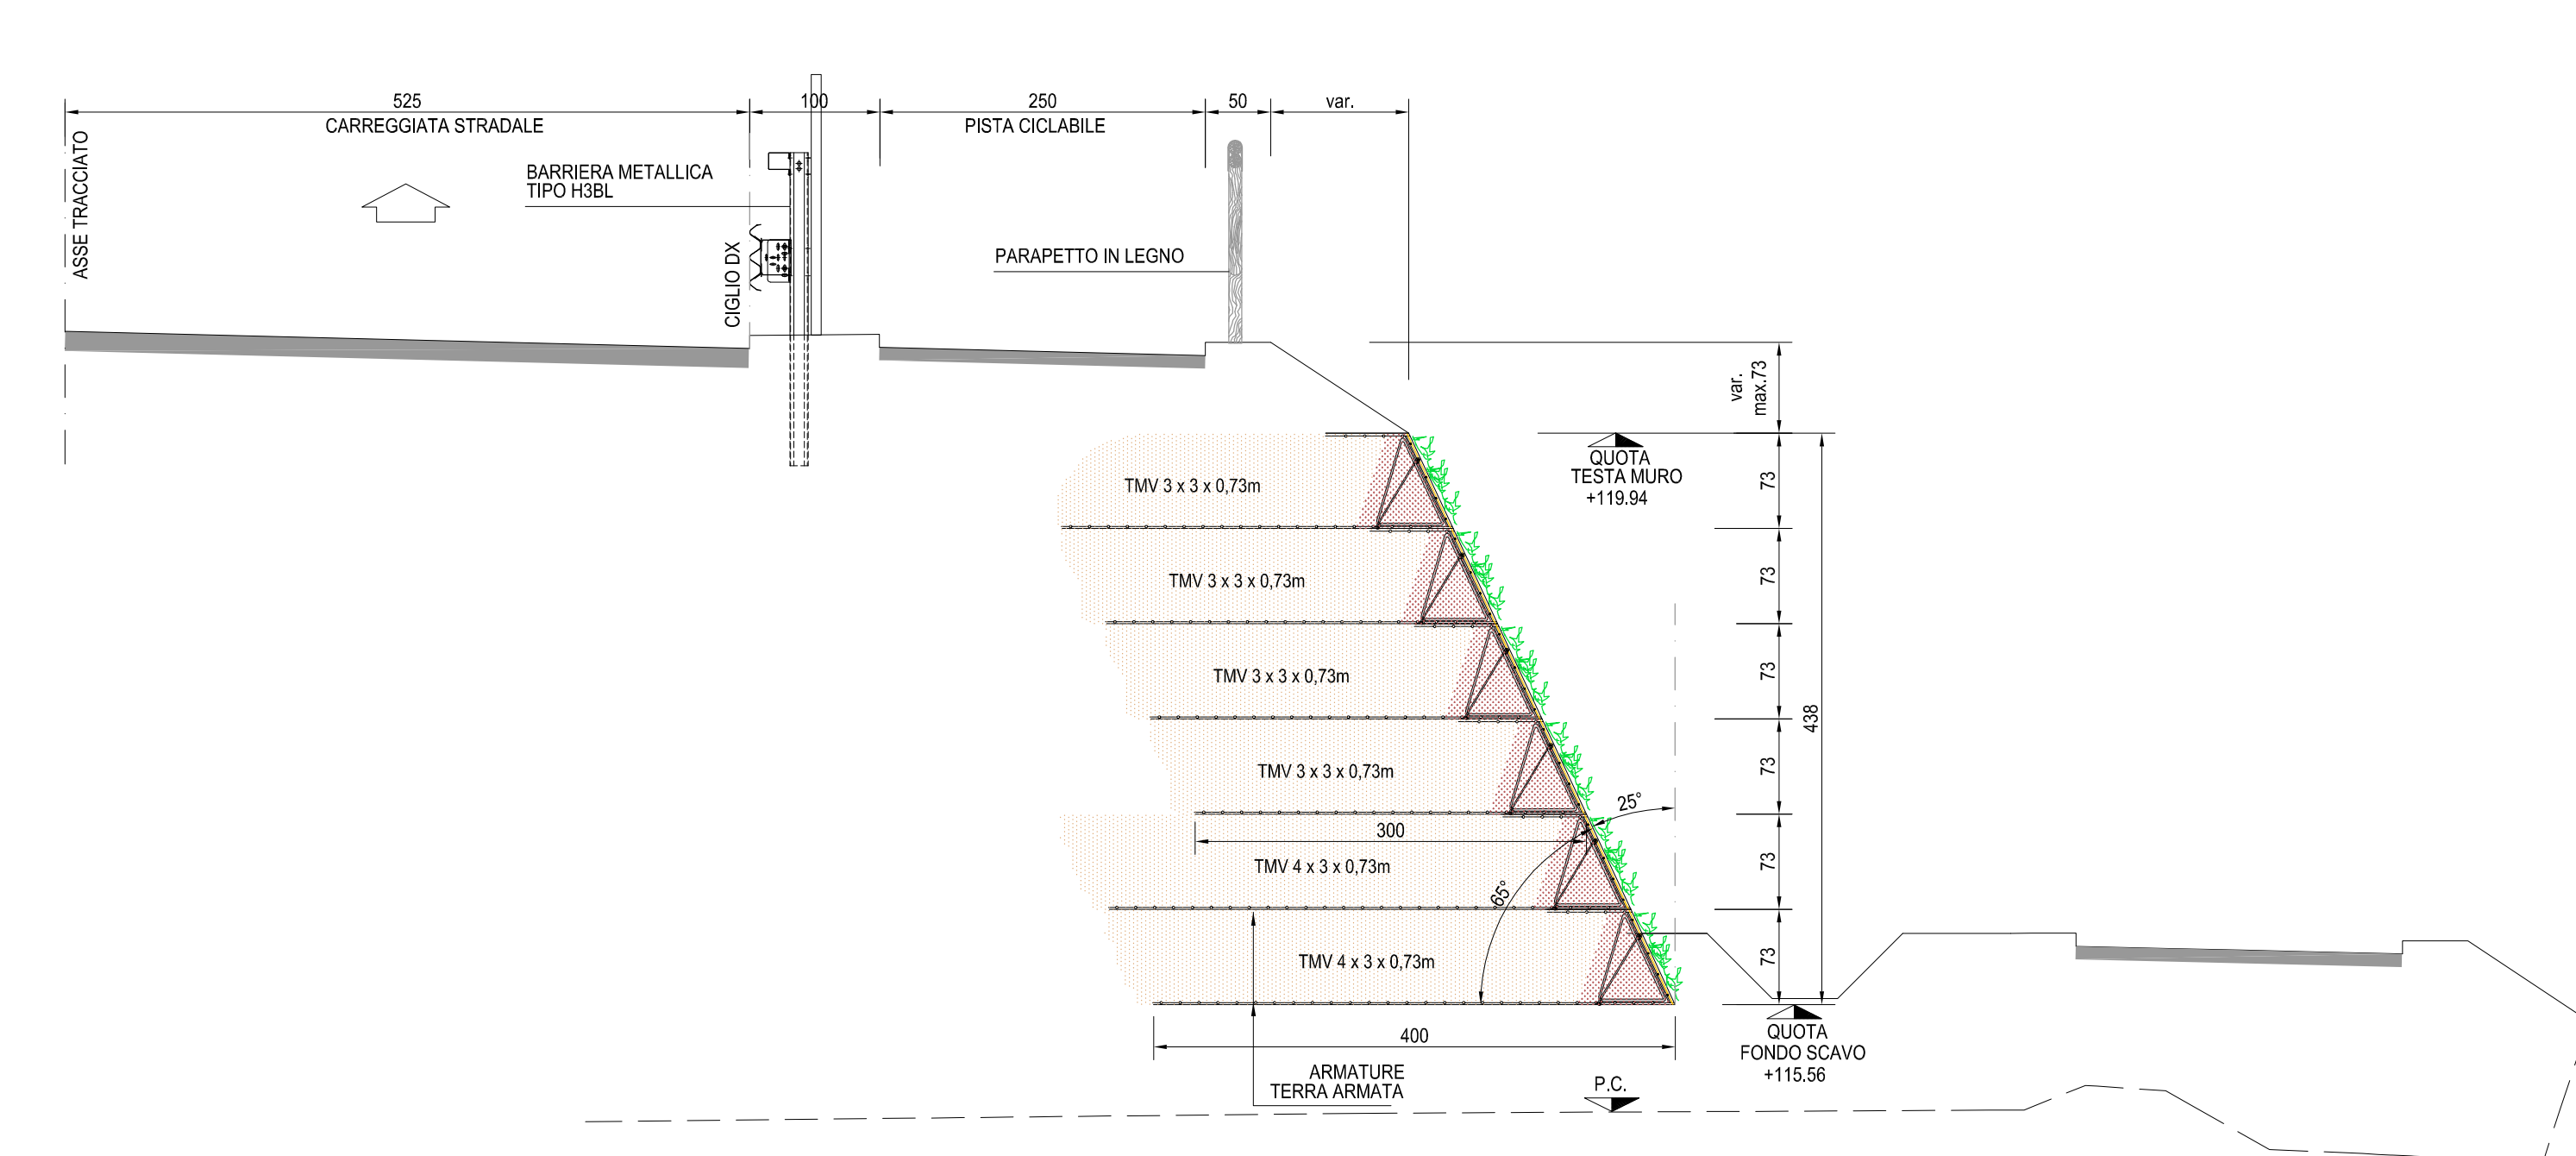 525
100
250
50
var.
CARREGGIATA STRADALE
PISTA CICLABILE
ASSE TRACCIATO
BARRIERA METALLICA
TIPO H3BL
CIGLIO DX
PARAPETTO IN LEGNO
var.
max.73
QUOTA
TESTA MURO
+119.94
TMV 3 x 3 x 0,73m
73
TMV 3 x 3 x 0,73m
73
TMV 3 x 3 x 0,73m
73
438
TMV 3 x 3 x 0,73m
73
25°
300
TMV 4 x 3 x 0,73m
73
65°
TMV 4 x 3 x 0,73m
73
400
QUOTA
FONDO SCAVO
+115.56
ARMATURE
TERRA ARMATA
P.C.